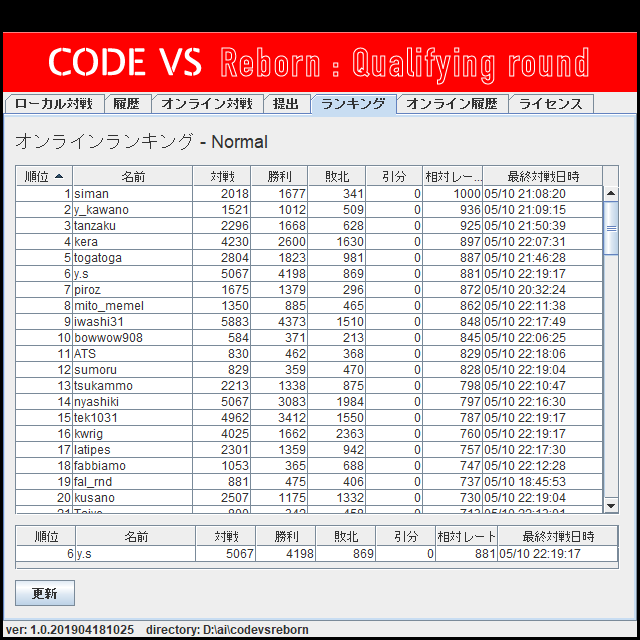 CODE VS Reborn : Qualifying round
ローカル対戦 履歴 オンライン対戦 提出 ランキング オンライン履歴 ライセンス
オンラインランキング - Normal
順位 名前 対戦 勝利 敗北 引分 相対レー... 最終対戦日時
1 siman 2018 1677 341 0 1000 05/10 21:08:20
2 y_kawano 1521 1012 509 0 936 05/10 21:09:15
3 tanzaku 2296 1668 628 0 925 05/10 21:50:39
4 kera 4230 2600 1630 0 897 05/10 22:07:31
5 togatoga 2804 1823 981 0 887 05/10 21:46:28
6 y.s 5067 4198 869 0 881 05/10 22:19:17
7 piroz 1675 1379 296 0 872 05/10 20:32:24
8 mito_memel 1350 885 465 0 862 05/10 22:11:38
9 iwashi31 5883 4373 1510 0 848 05/10 22:17:49
10 bowwow908 584 371 213 0 845 05/10 22:06:25
11 ATS 830 462 368 0 829 05/10 22:18:06
12 sumoru 829 359 470 0 828 05/10 22:19:04
13 tsukammo 2213 1338 875 0 798 05/10 22:10:47
14 nyashiki 5067 3083 1984 0 797 05/10 22:16:30
15 tek1031 4962 3412 1550 0 787 05/10 22:19:17
16 kwrig 4025 1662 2363 0 760 05/10 22:19:17
17 latipes 2301 1359 942 0 757 05/10 22:17:30
18 fabbiamo 1053 365 688 0 747 05/10 22:12:28
19 fal_rnd 881 475 406 0 737 05/10 18:45:53
20 kusano 2507 1175 1332 0 730 05/10 22:19:04
順位 名前 対戦 勝利 敗北 引分 相対レート 最終対戦日時
6 y.s 5067 4198 869 0 881 05/10 22:19:17
更新
ver: 1.0.201904181025 directory: D:\ai\codevsreborn